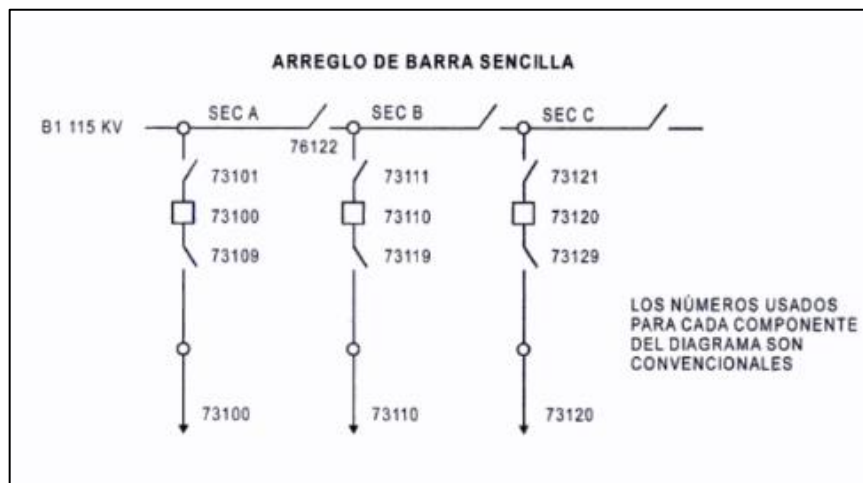 ARREGLO DE BARRA SENCILLA
B1 115 KV
SEC A
SEC B
SEC C
76122
73101
73111
73121
73100
73110
73120
73109
73119
73129
LOS NÚMEROS USADOS
PARA CADA COMPONENTE
DEL DIAGRAMA SON
CONVENCIONALES
73100
73110
73120